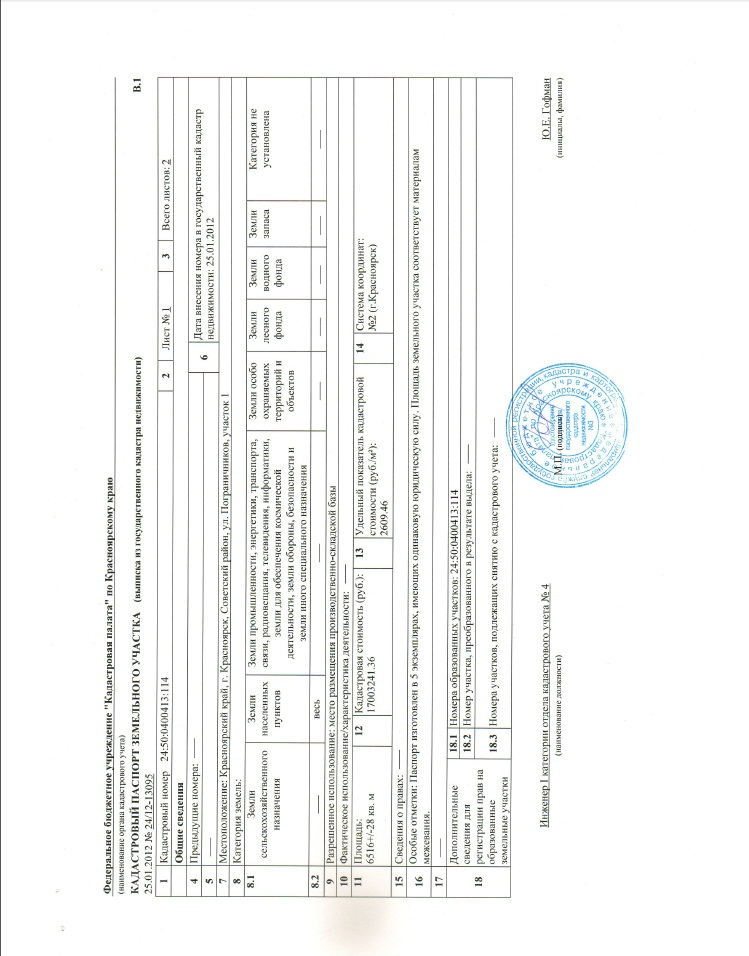 Федеральное бюджетное учреждение "Кадастровая палата" по Красноярскому краю
(наименование органа кадастрового учета)
КАДАСТРОВЫЙ ПАСПОРТ ЗЕМЕЛЬНОГО УЧАСТКА (выписка из государственного кадастра недвижимости) В.1
25.01.2012 № 24/12-13095
1 Кадастровый номер 24:50:0400413:114 2 Лист № 1 3 Всего листов: 2
Общие сведения
4 Предыдущие номера: ——
5 ——
6 Дата внесения номера в государственный кадастр
недвижимости: 25.01.2012
7 Местоположение: Красноярский край, г. Красноярск, Советский район, ул. Пограничников, участок 1
8 Категория земель:
8.1
Земли
сельскохозяйственного
назначения
Земли
населенных
пунктов
Земли промышленности, энергетики, транспорта,
связи, радиовещания, телевидения, информатики,
земли для обеспечения космической
деятельности, земли обороны, безопасности и
земли иного специального назначения
Земли особо
охраняемых
территорий и
объектов
Земли
лесного
фонда
Земли
водного
фонда
Земли
запаса
Категория не
установлена
8.2 —— весь —— —— —— —— —— ——
9 Разрешенное использование: место размещения производственно-складской базы
10 Фактическое использование/характеристика деятельности: ——
11 Площадь:
6516+/-28 кв. м
12 Кадастровая стоимость (руб.):
17003241.36
13 Удельный показатель кадастровой
стоимости (руб./м²):
2609.46
14 Система координат:
№2 (г.Красноярск)
15 Сведения о правах: ——
16 Особые отметки: Паспорт изготовлен в 5 экземплярах, имеющих одинаковую юридическую силу. Площадь земельного участка соответствует материалам
межевания.
17 ——
18
Дополнительные
сведения для
регистрации прав на
образованные
земельные участки
18.1 Номера образованных участков: 24:50:0400413:114
18.2 Номер участка, преобразованного в результате выдела: ——
18.3 Номера участков, подлежащих снятию с кадастрового учета: ——
Инженер I категории отдела кадастрового учета № 4
(наименование должности)
М.П. (подпись)
Ю.Е. Гофман
(инициалы, фамилия)